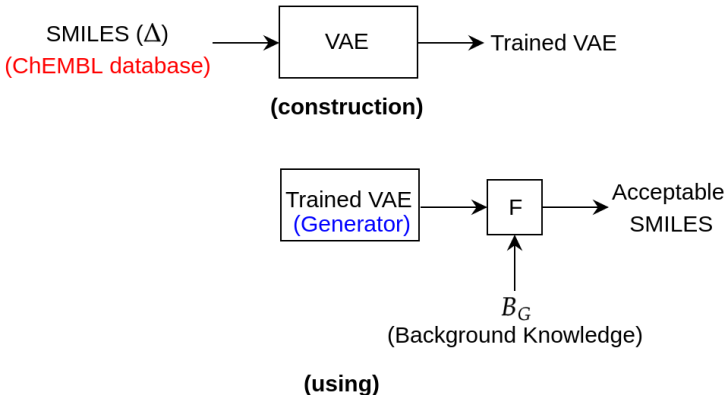 SMILES (Δ)
(ChEMBL database)
VAE
Trained VAE
(construction)
Trained VAE
(Generator)
F
Acceptable
SMILES
B_G
(Background Knowledge)
(using)